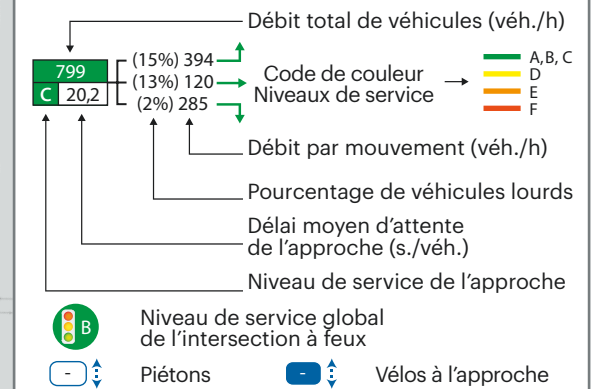 Débit total de véhicules (véh./h)
799
C 20,2
(15%) 394
(13%) 120
(2%) 285
Code de couleur
Niveaux de service
A,B, C
D
E
F
Débit par mouvement (véh./h)
Pourcentage de véhicules lourds
Délai moyen d'attente
de l'approche (s./véh.)
Niveau de service de l'approche
B
Niveau de service global
de l'intersection à feux
- Piétons
- Vélos à l'approche